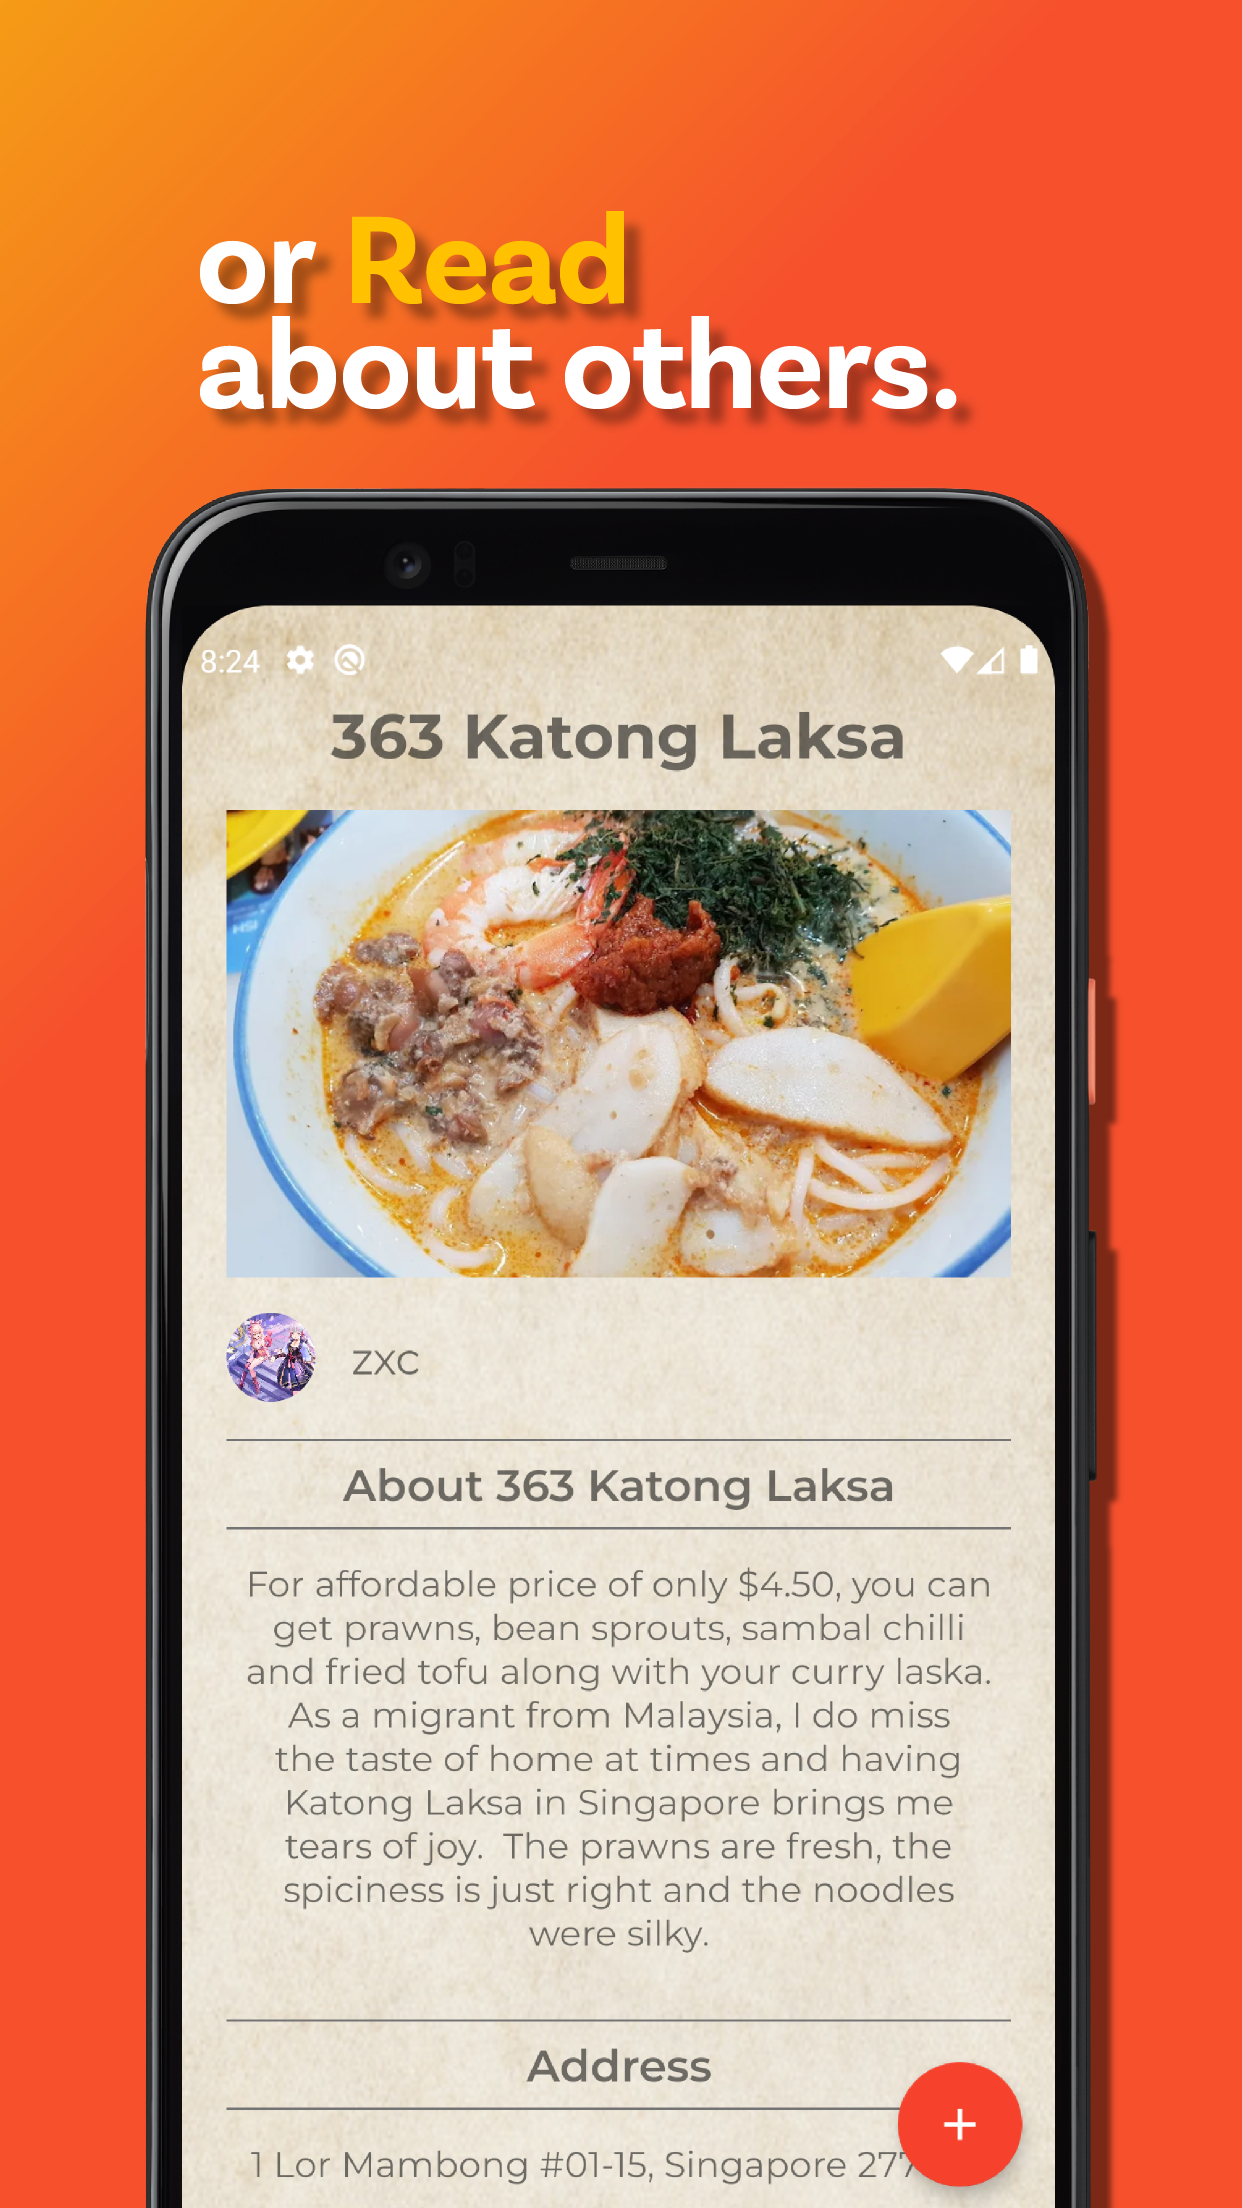 or Read
about others.
8:24
363 Katong Laksa
ZXC
About 363 Katong Laksa
For affordable price of only $4.50, you can
get prawns, bean sprouts, sambal chilli
and fried tofu along with your curry laska.
As a migrant from Malaysia, I do miss
the taste of home at times and having
Katong Laksa in Singapore brings me
tears of joy.  The prawns are fresh, the
spiciness is just right and the noodles
were silky.
Address
1 Lor Mambong #01-15, Singapore